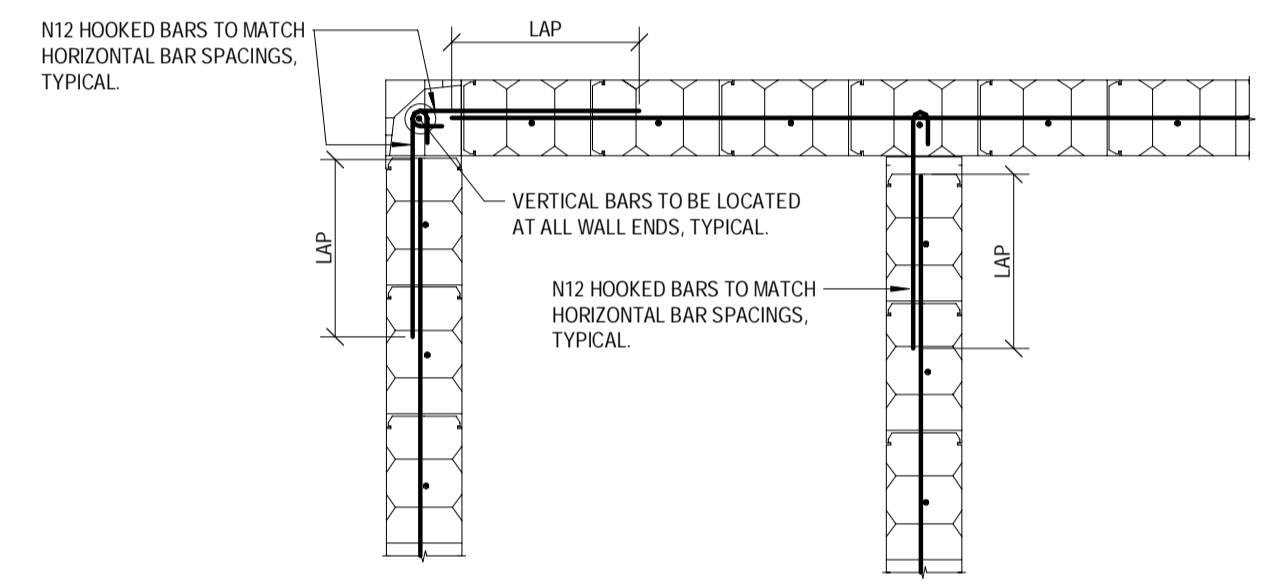 N12 HOOKED BARS TO MATCH
HORIZONTAL BAR SPACINGS,
TYPICAL.
LAP
VERTICAL BARS TO BE LOCATED
AT ALL WALL ENDS, TYPICAL.
LAP
N12 HOOKED BARS TO MATCH
HORIZONTAL BAR SPACINGS,
TYPICAL.
LAP